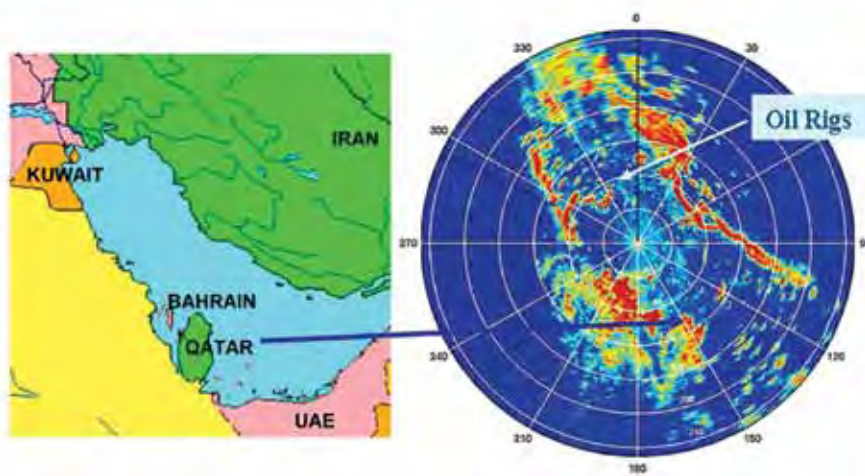 IRAN
KUWAIT
BAHRAIN
QATAR
UAE
0
30
Oil Rigs
120
150
180
210
240
270
300
330